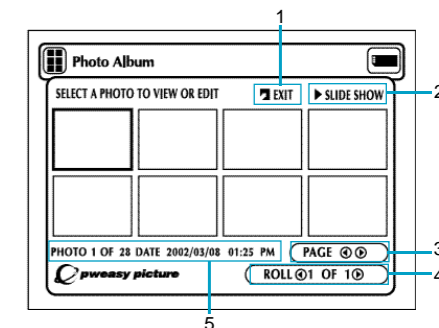 1
Photo Album
SELECT A PHOTO TO VIEW OR EDIT EXIT SLIDE SHOW
2
PHOTO 1 OF 28 DATE 2002/03/08 01:25 PM PAGE
3
pweasy picture ROLL 1 OF 1
4
5